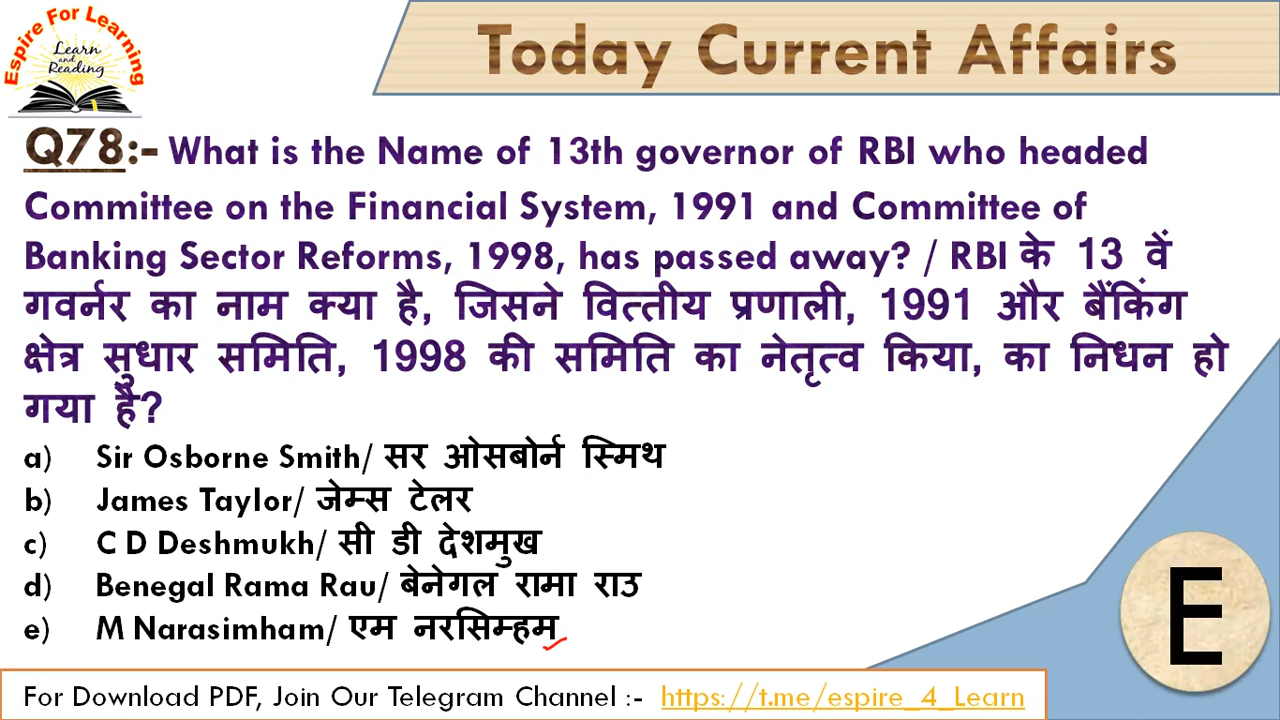 Espire For Learning
Learn
and
Reading
Today Current Affairs
Q78:- What is the Name of 13th governor of RBI who headed
Committee on the Financial System, 1991 and Committee of
Banking Sector Reforms, 1998, has passed away? / RBI के 13 वें
गवर्नर का नाम क्या है, जिसने वित्तीय प्रणाली, 1991 और बैंकिंग
क्षेत्र सुधार समिति, 1998 की समिति का नेतृत्व किया, का निधन हो
गया है?
a) Sir Osborne Smith/ सर ओसबोर्न स्मिथ
b) James Taylor/ जेम्स टेलर
c) C D Deshmukh/ सी डी देशमुख
d) Benegal Rama Rau/ बेनेगल रामा राउ
e) M Narasimham/ एम नरसिम्हम
E
For Download PDF, Join Our Telegram Channel :- https://t.me/espire_4_Learn